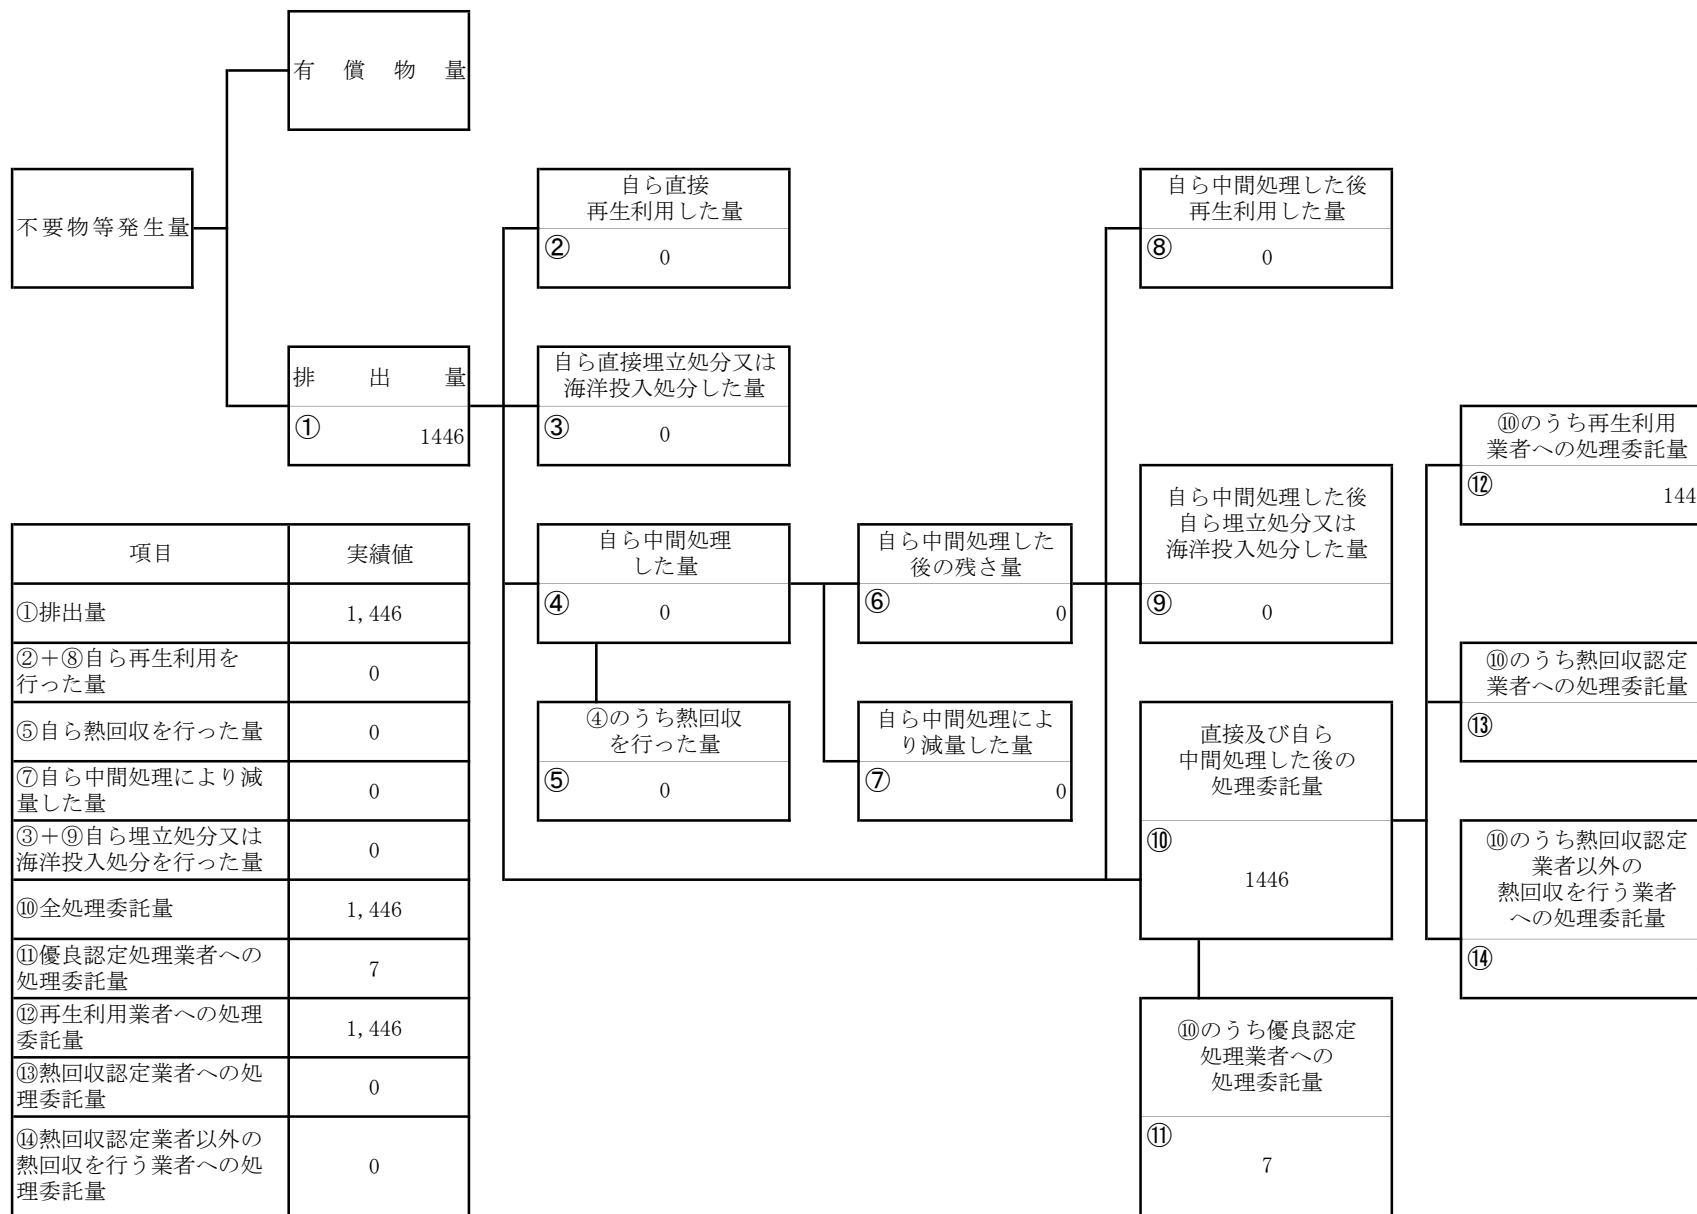 有償物量
不要物等発生量
自ら直接
再生利用した量
②
0
自ら中間処理した後
再生利用した量
⑧
0
排出量
①
1446
自ら直接埋立処分又は
海洋投入処分した量
③
0
⑩のうち再生利用
業者への処理委託量
⑫
144
自ら中間処理した後
自ら埋立処分又は
海洋投入処分した量
⑨
0
自ら中間処理
した量
④
0
自ら中間処理した
後の残さ量
⑥
0
⑩のうち熱回収認定
業者への処理委託量
⑬
④のうち熱回収
を行った量
⑤
0
自ら中間処理によ
り減量した量
⑦
0
直接及び自ら
中間処理した後の
処理委託量
⑩
1446
⑩のうち熱回収認定
業者以外の
熱回収を行う業者
への処理委託量
⑭
⑩のうち優良認定
処理業者への
処理委託量
⑪
7
項目 実績値
①排出量 1,446
②＋⑧自ら再生利用を
行った量 0
⑤自ら熱回収を行った量 0
⑦自ら中間処理により減
量した量 0
③＋⑨自ら埋立処分又は
海洋投入処分を行った量 0
⑩全処理委託量 1,446
⑪優良認定処理業者への
処理委託量 7
⑫再生利用業者への処理
委託量 1,446
⑬熱回収認定業者への処
理委託量 0
⑭熱回収認定業者以外の
熱回収を行う業者への処
理委託量 0